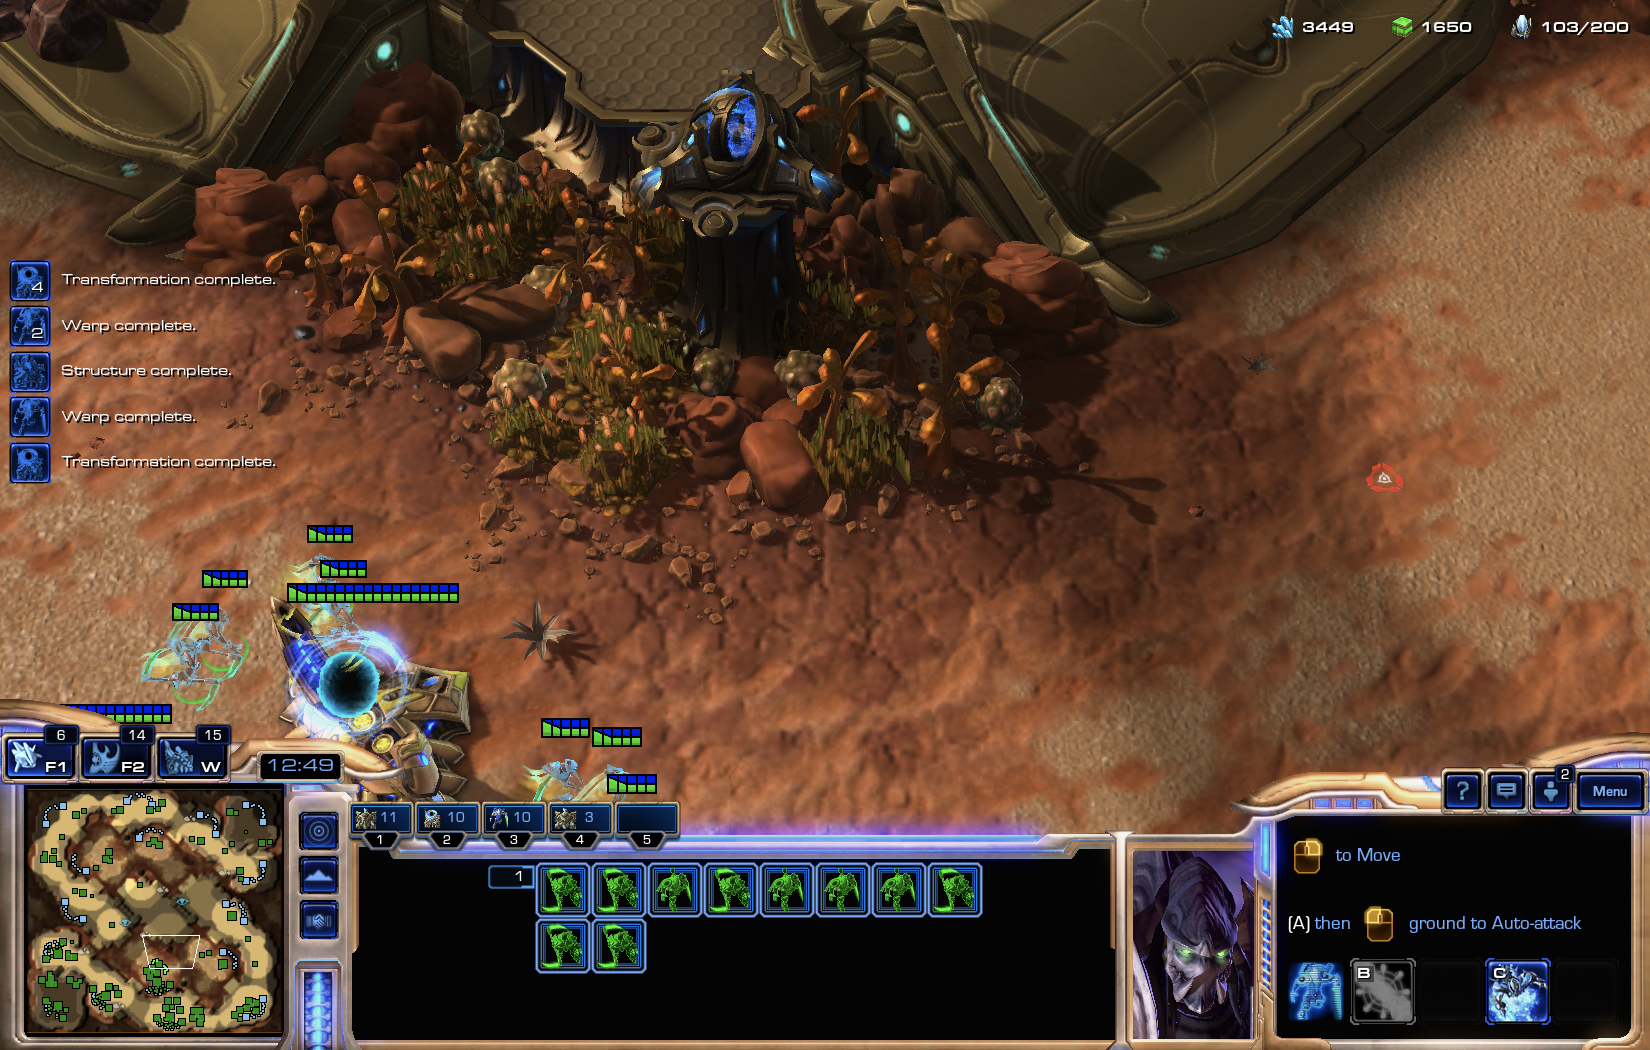 3449 1650 103/200
4 Transformation complete.
2 Warp complete.
Structure complete.
Warp complete.
Transformation complete.
6 14 15
F1 F2 W
12:49
2
? Menu
11 10 10 3
1 2 3 4 5
1
to Move
(A) then ground to Auto-attack
B C